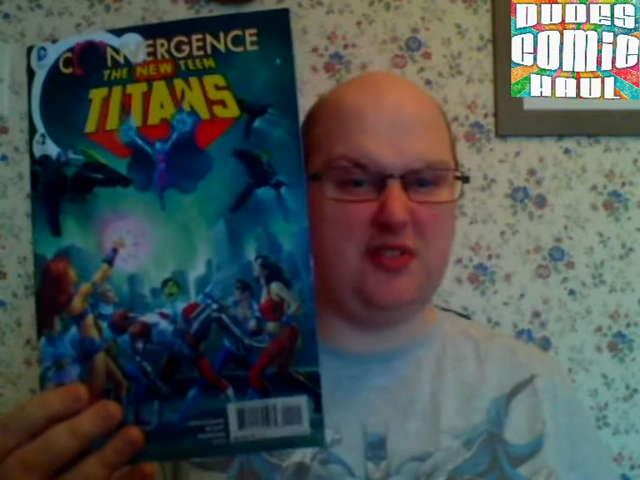 CONVERGENCE
THE NEW TEEN
TITANS
DUDES
COMIC
HAUL